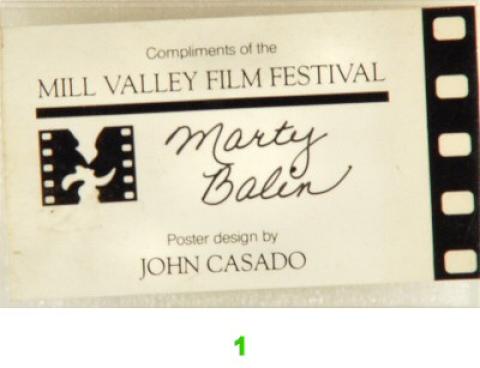 Compliments of the
MILL VALLEY FILM FESTIVAL
Marty
Balin
Poster design by
JOHN CASADO
1